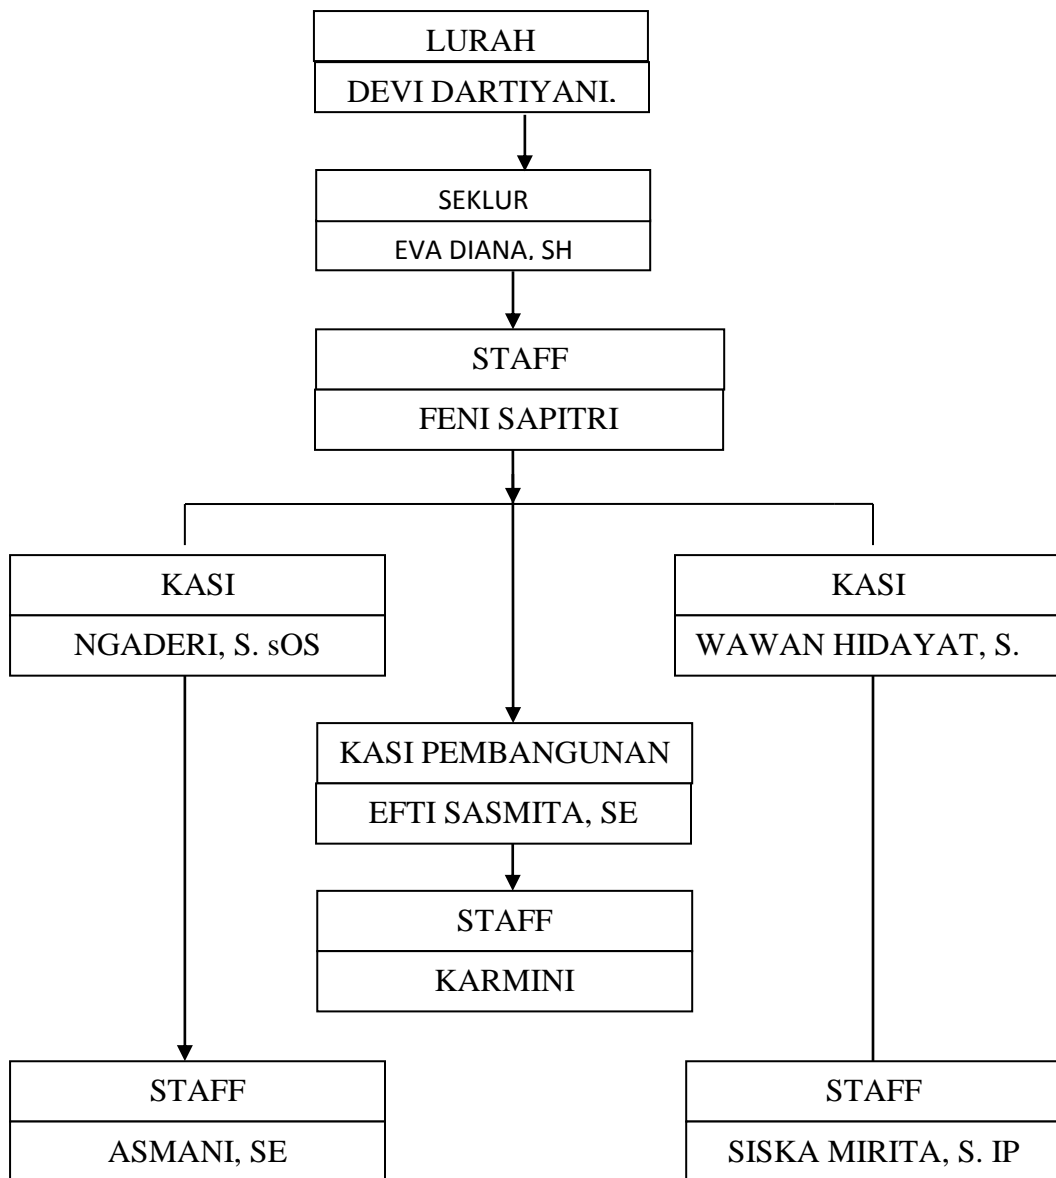 LURAH
DEVI DARTIYANI.
SEKLUR
EVA DIANA, SH
STAFF
FENI SAPITRI
KASI
NGADERI, S. sOS
KASI
WAWAN HIDAYAT, S.
KASI PEMBANGUNAN
EFTI SASMITA, SE
STAFF
KARMINI
STAFF
ASMANI, SE
STAFF
SISKA MIRITA, S. IP